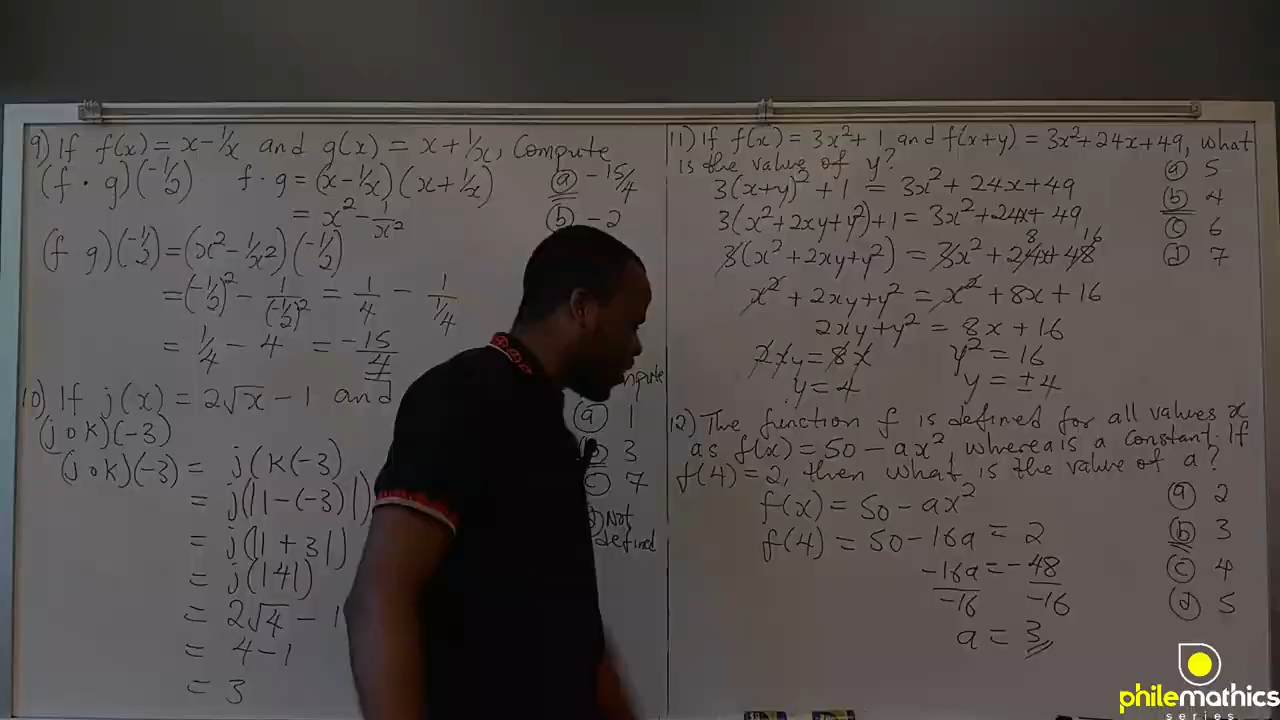 9) If f(x) = x - 1/x and g(x) = x + 1/x, Compute
(f · g)(-1/2) f · g = (x - 1/x)(x + 1/x)
= x² - 1/x²
(f g)(-1/2) = (x² - 1/x²)(-1/2)
= (-1/2)² - 1/(-1/2)² = 1/4 - 1/1/4
= 1/4 - 4 = -15/4
(a) -15/4
(b) -2
10) If j(x) = 2√x - 1 and
(j o k)(-3)
(j o k)(-3) = j(k(-3)
= j(|1 - (-3)|)
= j(|1 + 3|)
= j(|4|)
= 2√4 - 1
= 4 - 1
= 3
(a) 1
(b) 3
(c) 7
Not
defined
11) If f(x) = 3x² + 1 and f(x+y) = 3x² + 24x + 49, what
is the value of y?
3(x+y)² + 1 = 3x² + 24x + 49
3(x² + 2xy + y²) + 1 = 3x² + 24x + 49
3(x² + 2xy + y²) = 3x² + 24x + 48
8 16
x² + 2xy + y² = x² + 8x + 16
2xy + y² = 8x + 16
2xy = 8x y² = 16
y = 4 y = ±4
(a) 5
(b) 4
(c) 6
(d) 7
12) The function f is defined for all values x
as f(x) = 50 - ax² where a is a constant. If
f(4) = 2, then what is the value of a?
f(x) = 50 - ax²
f(4) = 50 - 16a = 2
-16a = -48
-16 -16
a = 3
(a) 2
(b) 3
(c) 4
(d) 5
philemathics
series